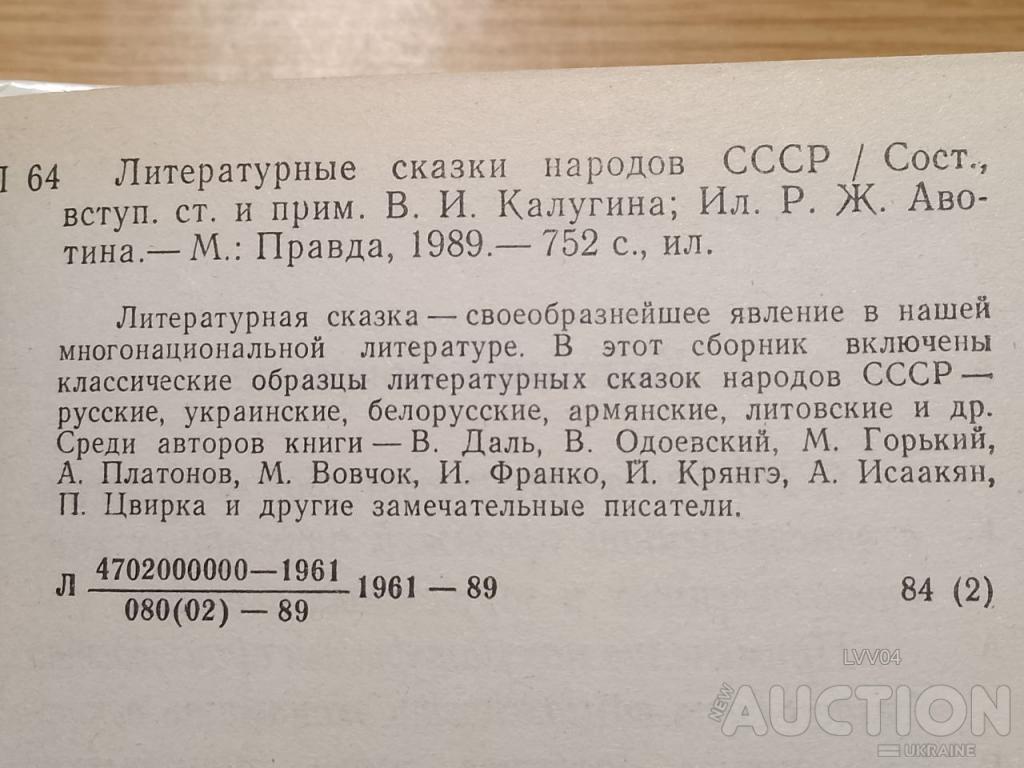 Л 64 Литературные сказки народов СССР / Сост.,
вступ. ст. и прим. В. И. Калугина; Ил. Р. Ж. Аво-
тина.— М.: Правда, 1989.— 752 с., ил.
Литературная сказка — своеобразнейшее явление в нашей
многонациональной литературе. В этот сборник включены
классические образцы литературных сказок народов СССР —
русские, украинские, белорусские, армянские, литовские и др.
Среди авторов книги — В. Даль, В. Одоевский, М. Горький,
А. Платонов, М. Вовчок, И. Франко, Й. Крянгэ, А. Исаакян,
П. Цвирка и другие замечательные писатели.
Л 4702000000—1961
080(02) — 89 1961 — 89 84 (2)
LVV04
NEW AUCTION
UKRAINE